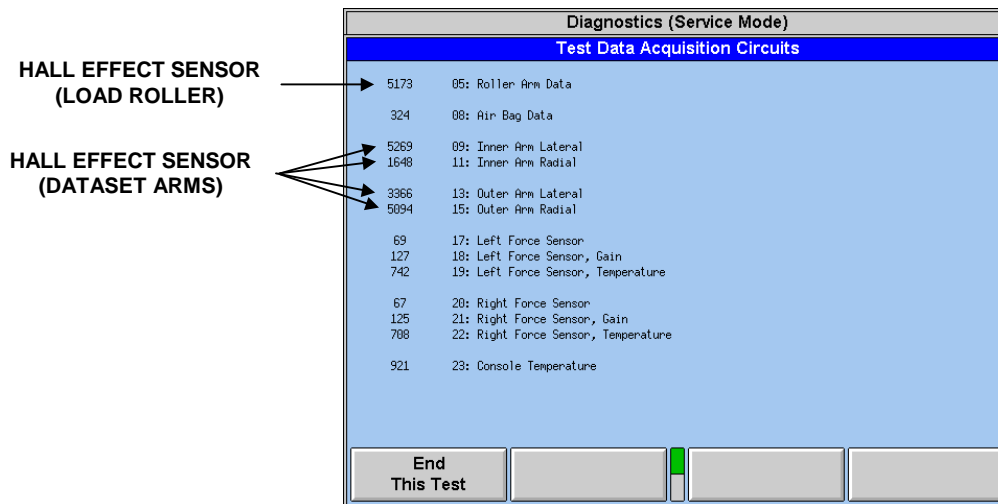 Diagnostics (Service Mode)
Test Data Acquisition Circuits
HALL EFFECT SENSOR
(LOAD ROLLER)
5173 05: Roller Arm Data
324 08: Air Bag Data
HALL EFFECT SENSOR
(DATASET ARMS)
5269 09: Inner Arm Lateral
1648 11: Inner Arm Radial
3366 13: Outer Arm Lateral
5094 15: Outer Arm Radial
69 17: Left Force Sensor
127 18: Left Force Sensor, Gain
742 19: Left Force Sensor, Temperature
67 20: Right Force Sensor
125 21: Right Force Sensor, Gain
708 22: Right Force Sensor, Temperature
921 23: Console Temperature
End
This Test